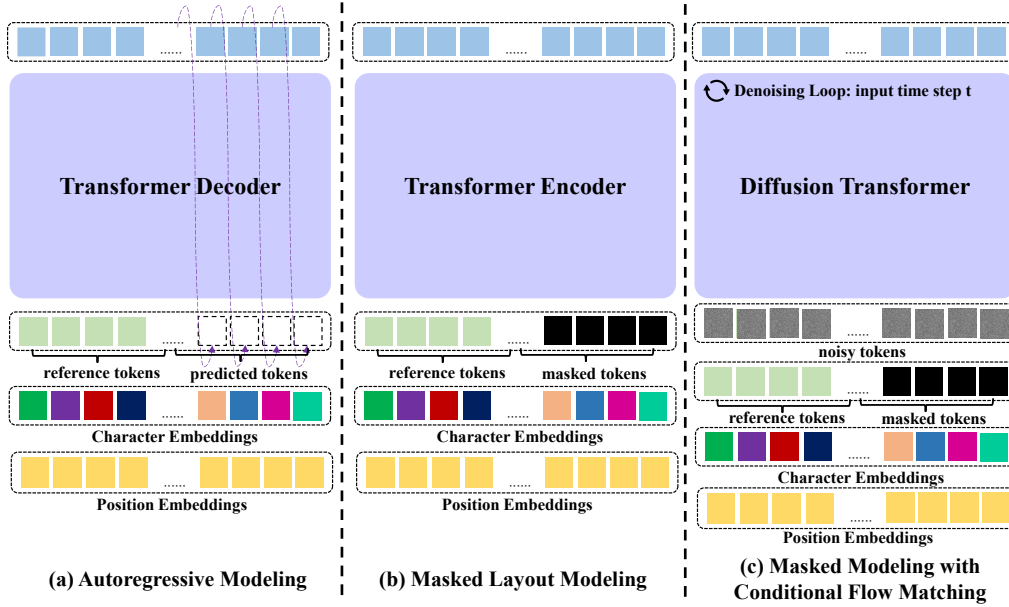 ......
Transformer Decoder
......
reference tokens
predicted tokens
......
Character Embeddings
......
Position Embeddings
(a) Autoregressive Modeling
......
Transformer Encoder
......
reference tokens
masked tokens
......
Character Embeddings
......
Position Embeddings
(b) Masked Layout Modeling
......
Denoising Loop: input time step t
Diffusion Transformer
......
noisy tokens
......
reference tokens
masked tokens
......
Character Embeddings
......
Position Embeddings
(c) Masked Modeling with
Conditional Flow Matching